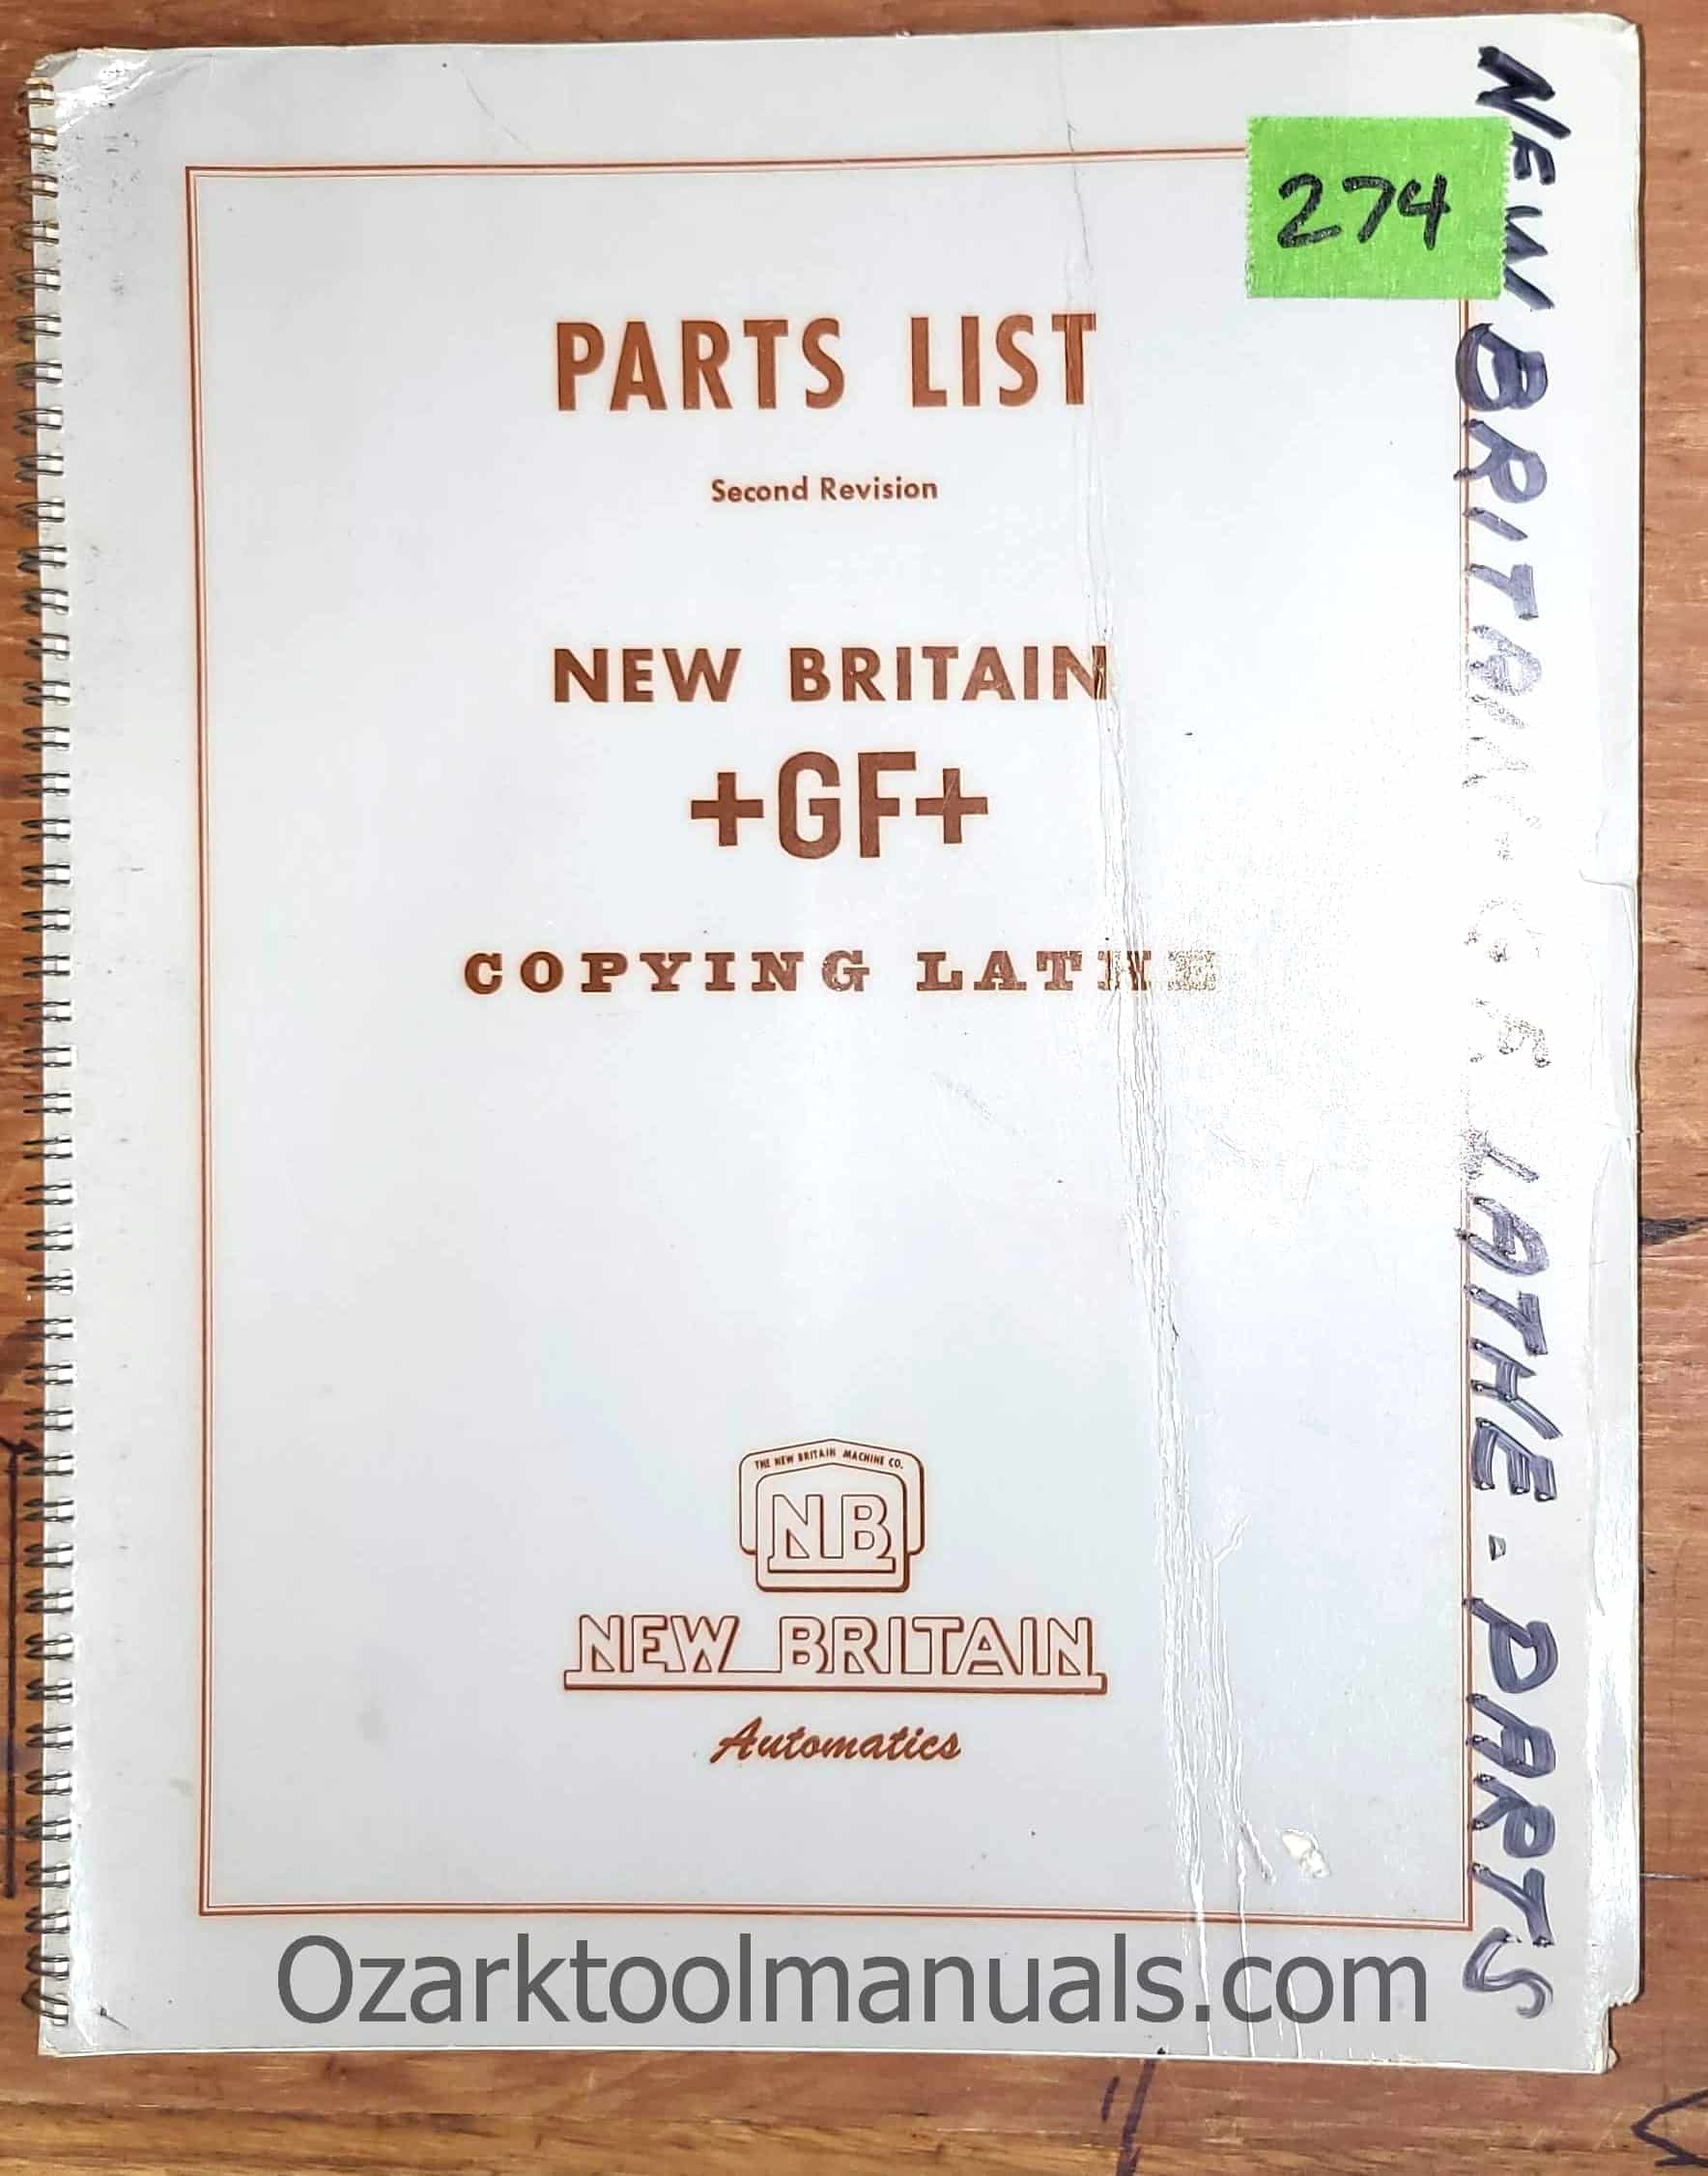 274
PARTS LIST
Second Revision
NEW BRITAIN
+GF+
COPYING LATHE
THE NEW BRITAIN MACHINE CO.
NB
NEW BRITAIN
Automatics
NEW BRITAIN - GF LATHE - PARTS
Ozarktoolmanuals.com